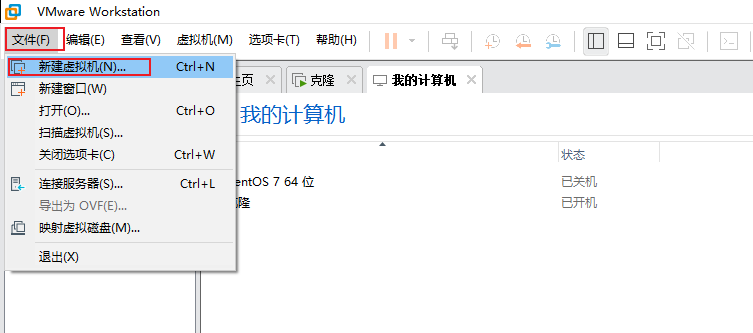 VMware Workstation
文件(F) 编辑(E) 查看(V) 虚拟机(M) 选项卡(T) 帮助(H)
新建虚拟机(N)... Ctrl+N
新建窗口(W)
打开(O)... Ctrl+O
扫描虚拟机(S)...
关闭选项卡(C) Ctrl+W
连接服务器(S)... Ctrl+L
导出为 OVF(E)...
映射虚拟磁盘(M)...
退出(X)
主页 克隆 我的计算机
我的计算机
状态
entOS 7 64 位 已关机
隆 已开机